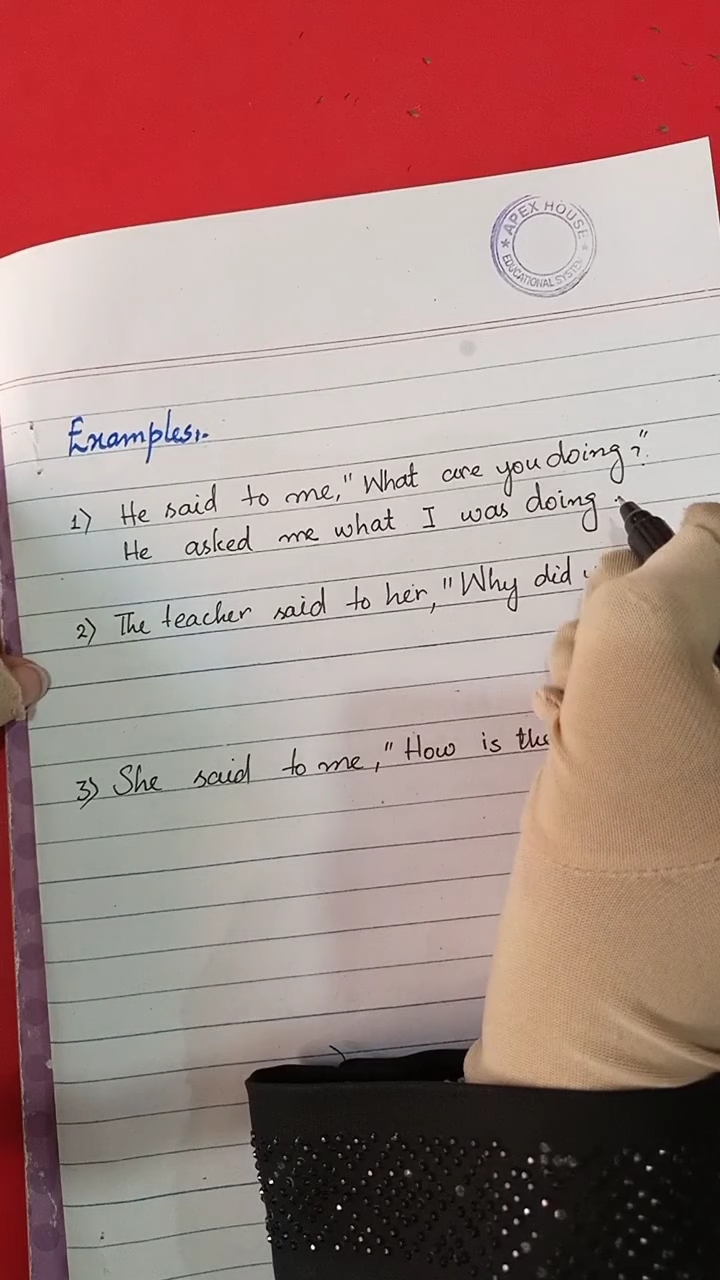 APEX HOUSE
EDUCATIONAL SYSTEM
Examples:-
1) He said to me, "What are you doing?"
He asked me what I was doing.
2) The teacher said to her, "Why did
3) She said to me, "How is the